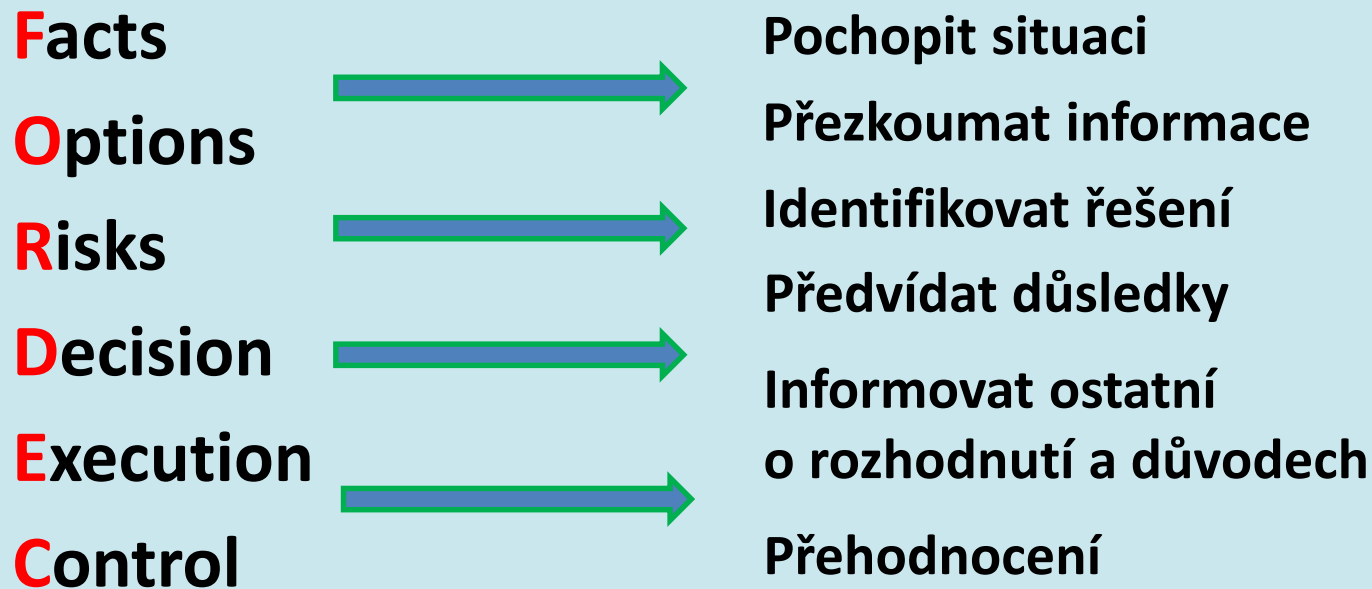 Facts
Options
Risks
Decision
Execution
Control
Pochopit situaci
Přezkoumat informace
Identifikovat řešení
Předvídat důsledky
Informovat ostatní
o rozhodnutí a důvodech
Přehodnocení